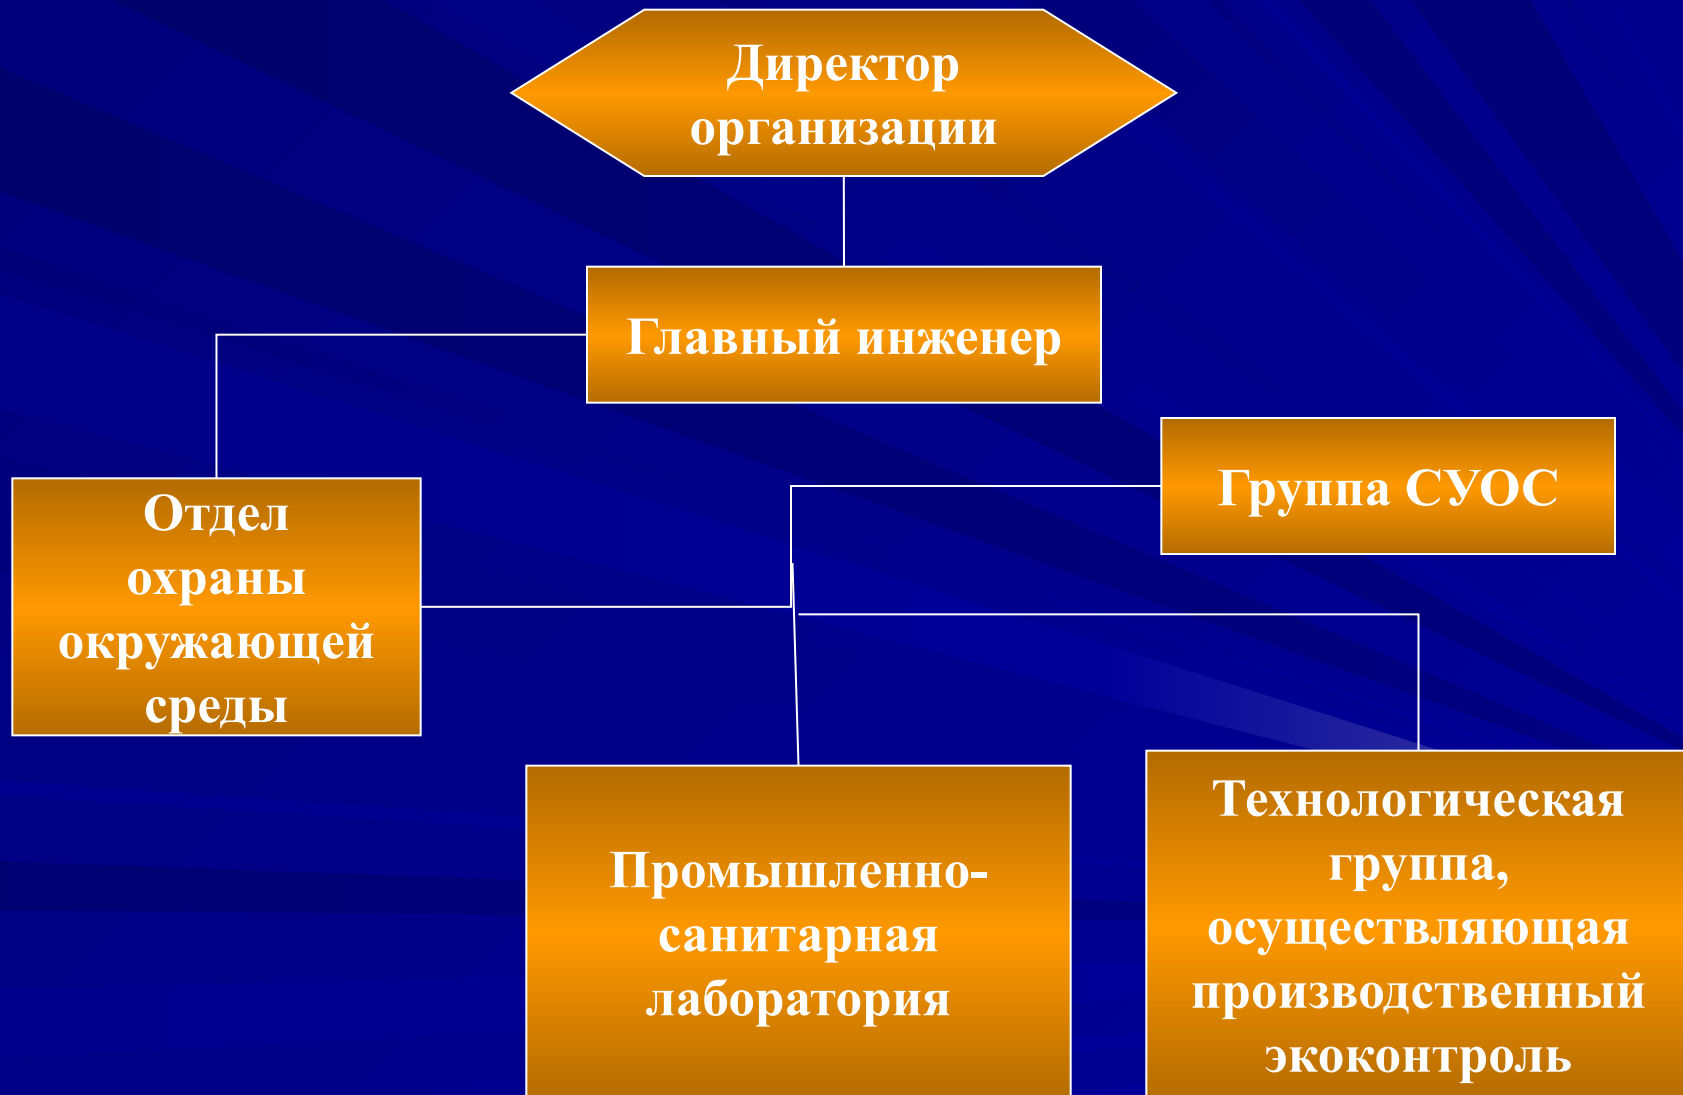 Директор
организации
Главный инженер
Группа СУОС
Отдел
охраны
окружающей
среды
Промышленно-
санитарная
лаборатория
Технологическая
группа,
осуществляющая
производственный
экоконтроль